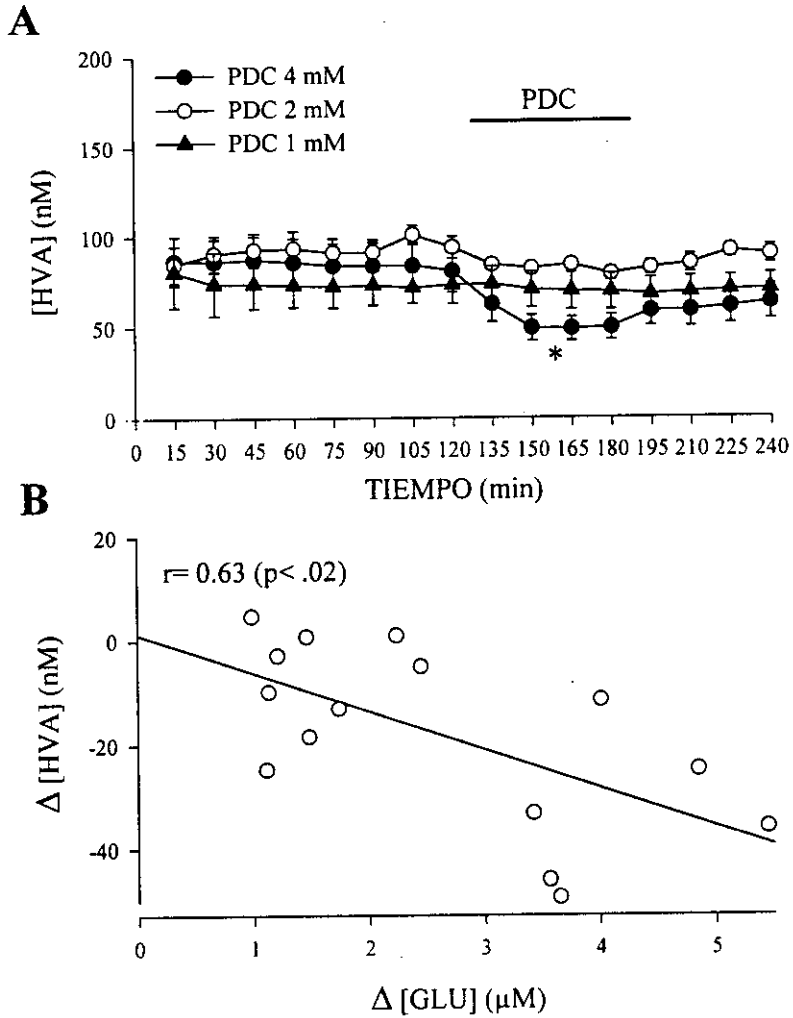 A
200
150
100
50
0
[HVA] (nM)
PDC 4 mM
PDC 2 mM
PDC 1 mM
PDC
*
0 15 30 45 60 75 90 105 120 135 150 165 180 195 210 225 240
TIEMPO (min)
B
20
0
-20
-40
Δ [HVA] (nM)
r= 0.63 (p< .02)
0 1 2 3 4 5
Δ [GLU] (μM)